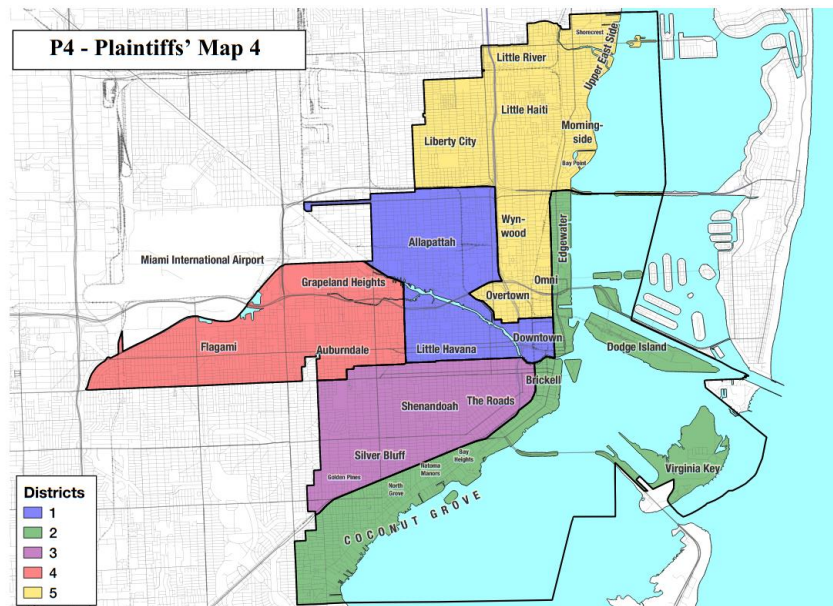 P4 - Plaintiffs' Map 4
Shorecrest
Upper East Side
Little River
Little Haiti
Liberty City
Morning-
side
Bay Point
Wyn-
wood
Edgewater
Allapattah
Miami International Airport
Grapeland Heights
Omni
Overtown
Flagami
Auburndale
Little Havana
Downtown
Dodge Island
Brickell
Shenandoah
The Roads
Silver Bluff
Bay
Heights
Natoma
Manors
Golden Pines
North
Grove
Virginia Key
COCONUT GROVE
Districts
1
2
3
4
5